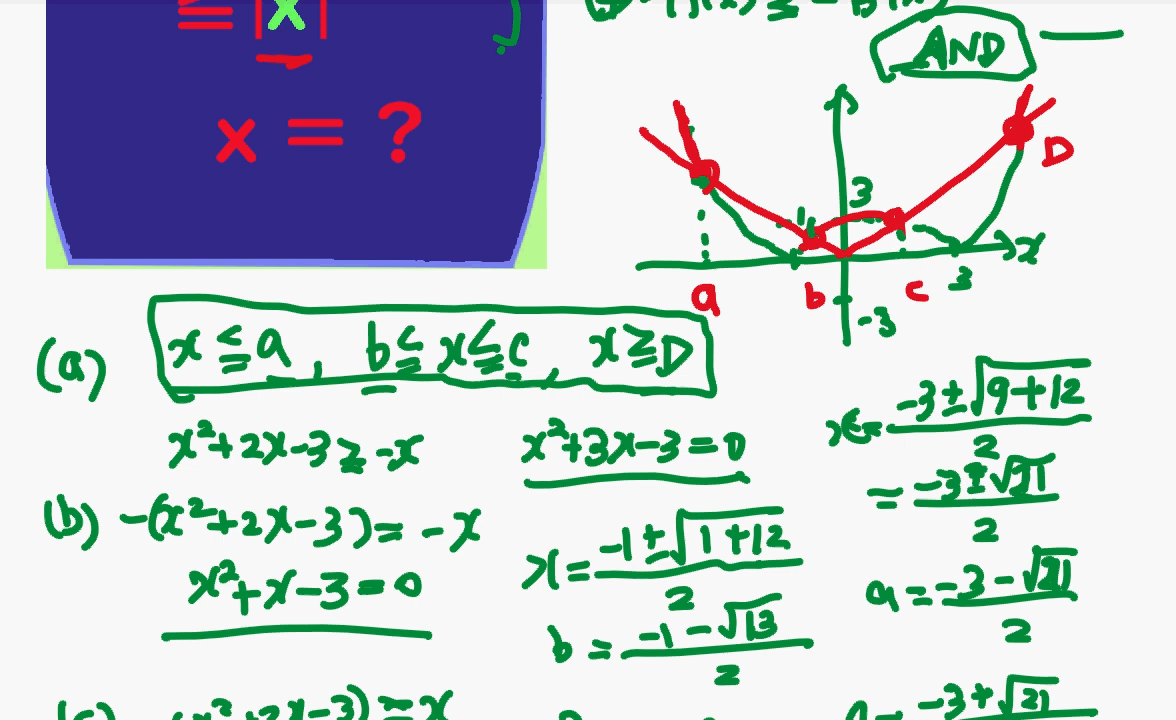 ≥ |x|
x = ?
AND
D
3
1
x
3
-3
a
b
c
(a) x ≤ a , b ≤ x ≤ c , x ≥ D
x²+2x-3 ≥ -x
x²+3x-3=0
x = (-3±√(9+12))/2
= (-3±√21)/2
(b) -(x²+2x-3) = -x
x²+x-3=0
x = (-1±√(1+12))/2
b = (-1-√13)/2
a = (-3-√21)/2